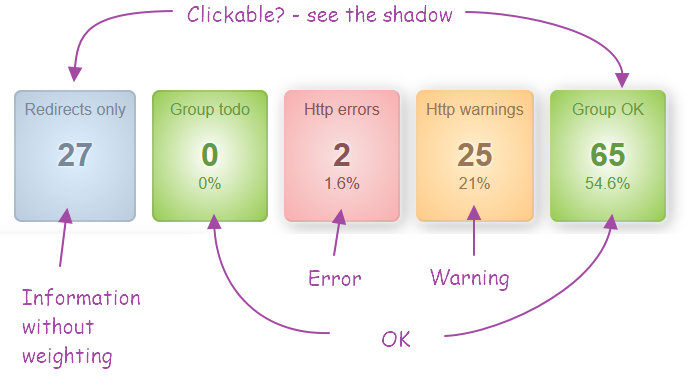 Clickable? - see the shadow
Redirects only
27
Group todo
0
0%
Http errors
2
1.6%
Http warnings
25
21%
Group OK
65
54.6%
Information
without
weighting
Error
Warning
OK